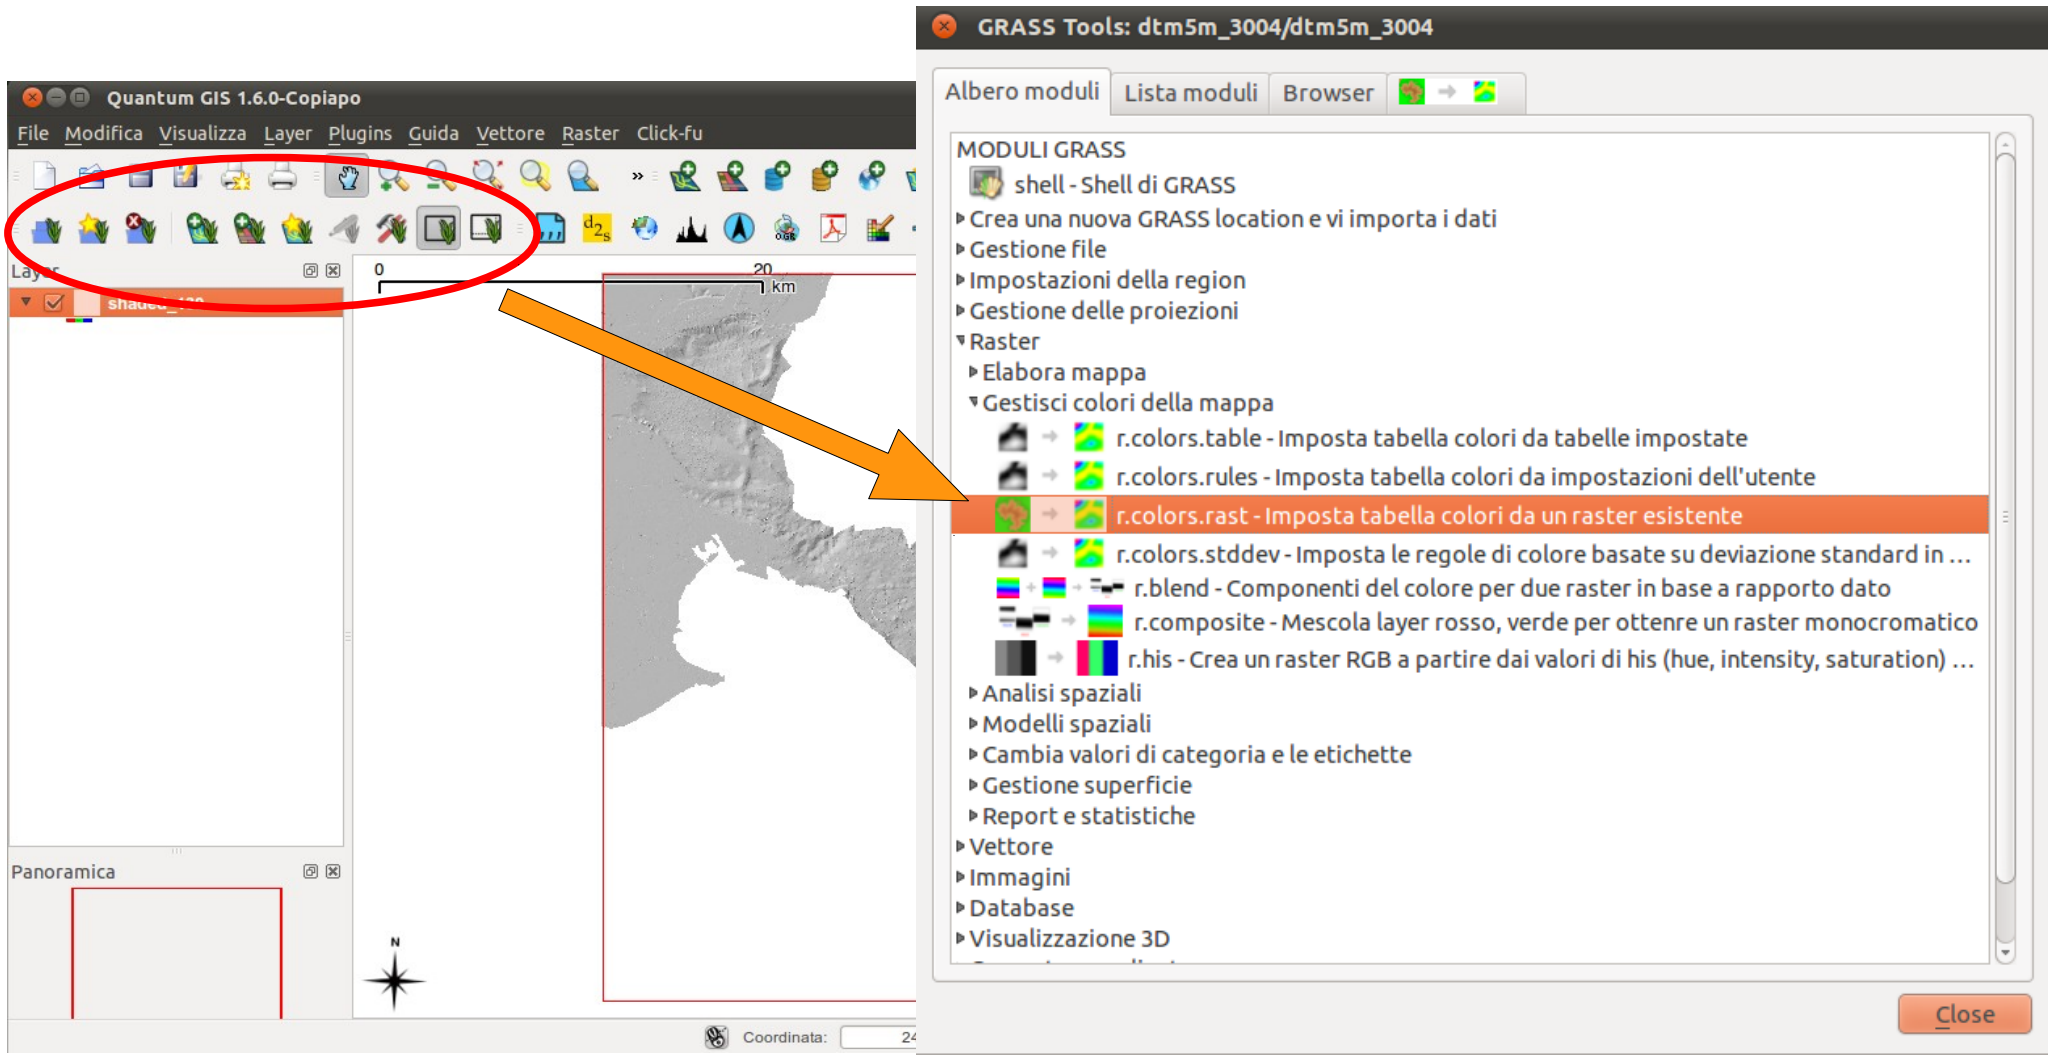 Quantum GIS 1.6.0-Copiapo
File Modifica Visualizza Layer Plugins Guida Vettore Raster Click-fu
»
d2s
OGR
Layer
0 20
km
Panoramica
N
Coordinata: 24
GRASS Tools: dtm5m_3004/dtm5m_3004
Albero moduli Lista moduli Browser
MODULI GRASS
shell - Shell di GRASS
Crea una nuova GRASS location e vi importa i dati
Gestione file
Impostazioni della region
Gestione delle proiezioni
Raster
Elabora mappa
Gestisci colori della mappa
r.colors.table - Imposta tabella colori da tabelle impostate
r.colors.rules - Imposta tabella colori da impostazioni dell'utente
r.colors.rast - Imposta tabella colori da un raster esistente
r.colors.stddev - Imposta le regole di colore basate su deviazione standard in ...
r.blend - Componenti del colore per due raster in base a rapporto dato
r.composite - Mescola layer rosso, verde per ottenre un raster monocromatico
r.his - Crea un raster RGB a partire dai valori di his (hue, intensity, saturation) ...
Analisi spaziali
Modelli spaziali
Cambia valori di categoria e le etichette
Gestione superficie
Report e statistiche
Vettore
Immagini
Database
Visualizzazione 3D
Close